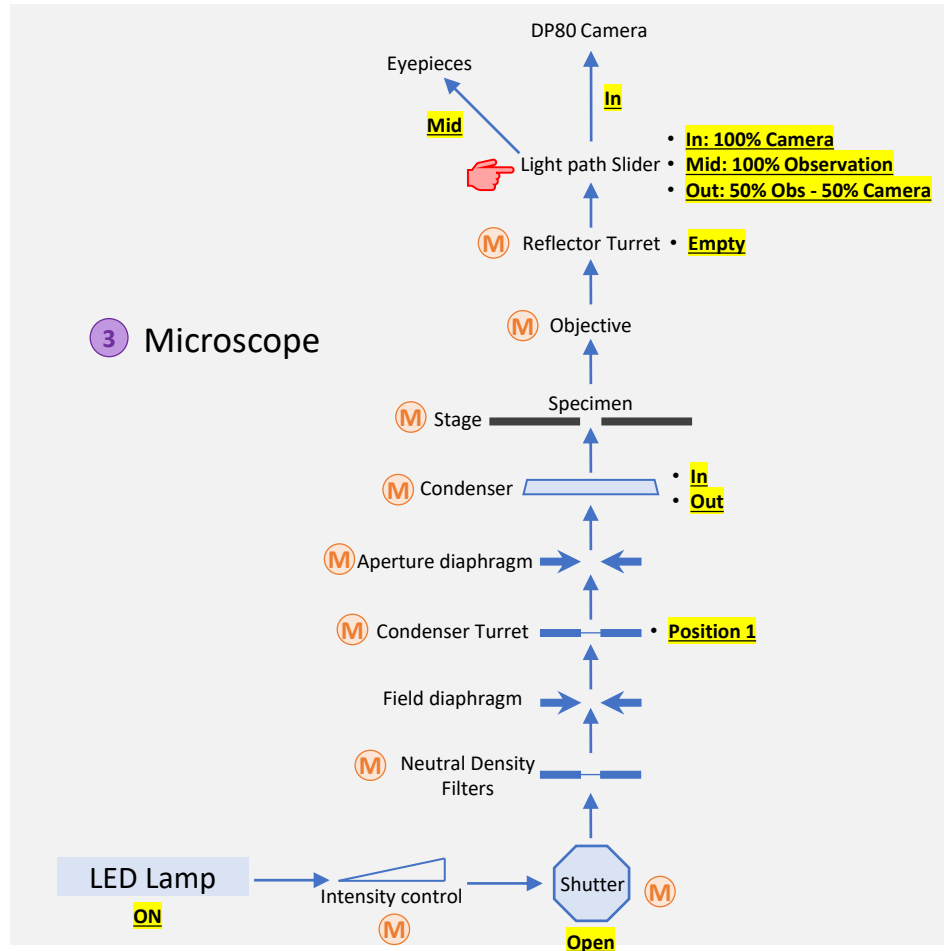 DP80 Camera
Eyepieces
In
Mid
Light path Slider
• In: 100% Camera
• Mid: 100% Observation
• Out: 50% Obs - 50% Camera
M Reflector Turret • Empty
M Objective
3 Microscope
Specimen
M Stage
M Condenser
• In
• Out
M Aperture diaphragm
M Condenser Turret • Position 1
Field diaphragm
M Neutral Density
Filters
LED Lamp
ON
Intensity control
M
Shutter
M
Open